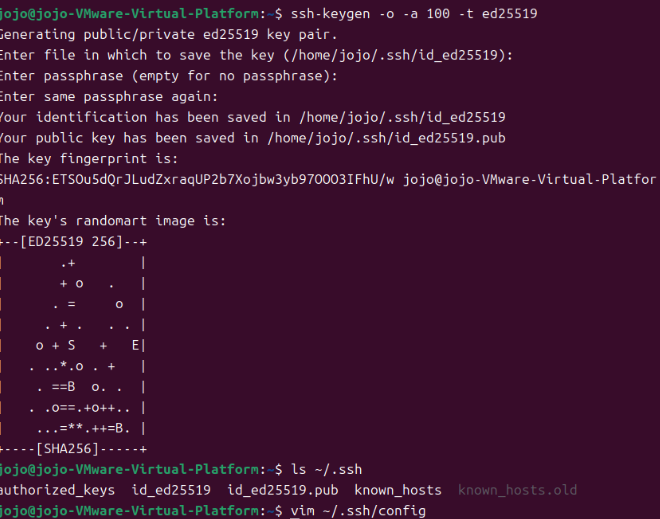 jojo@jojo-VMware-Virtual-Platform:~$ ssh-keygen -o -a 100 -t ed25519
Generating public/private ed25519 key pair.
Enter file in which to save the key (/home/jojo/.ssh/id_ed25519):
Enter passphrase (empty for no passphrase):
Enter same passphrase again:
Your identification has been saved in /home/jojo/.ssh/id_ed25519
Your public key has been saved in /home/jojo/.ssh/id_ed25519.pub
The key fingerprint is:
SHA256:ETSOu5dQrJLudZxraqUP2b7Xojbw3yb97OOO3IFhU/w jojo@jojo-VMware-Virtual-Platfor
m
The key's randomart image is:
+--[ED25519 256]--+
|       .+        |
|       + o   .   |
|      . =     o  |
|     . + .   . . |
|    o + S   +   E|
|   . ..*.o . +   |
|    . ==B  o. .  |
|   . .o==.+o++.. |
|    ...=**.++=B. |
+----[SHA256]-----+
jojo@jojo-VMware-Virtual-Platform:~$ ls ~/.ssh
authorized_keys  id_ed25519  id_ed25519.pub  known_hosts  known_hosts.old
jojo@jojo-VMware-Virtual-Platform:~$ vim ~/.ssh/config